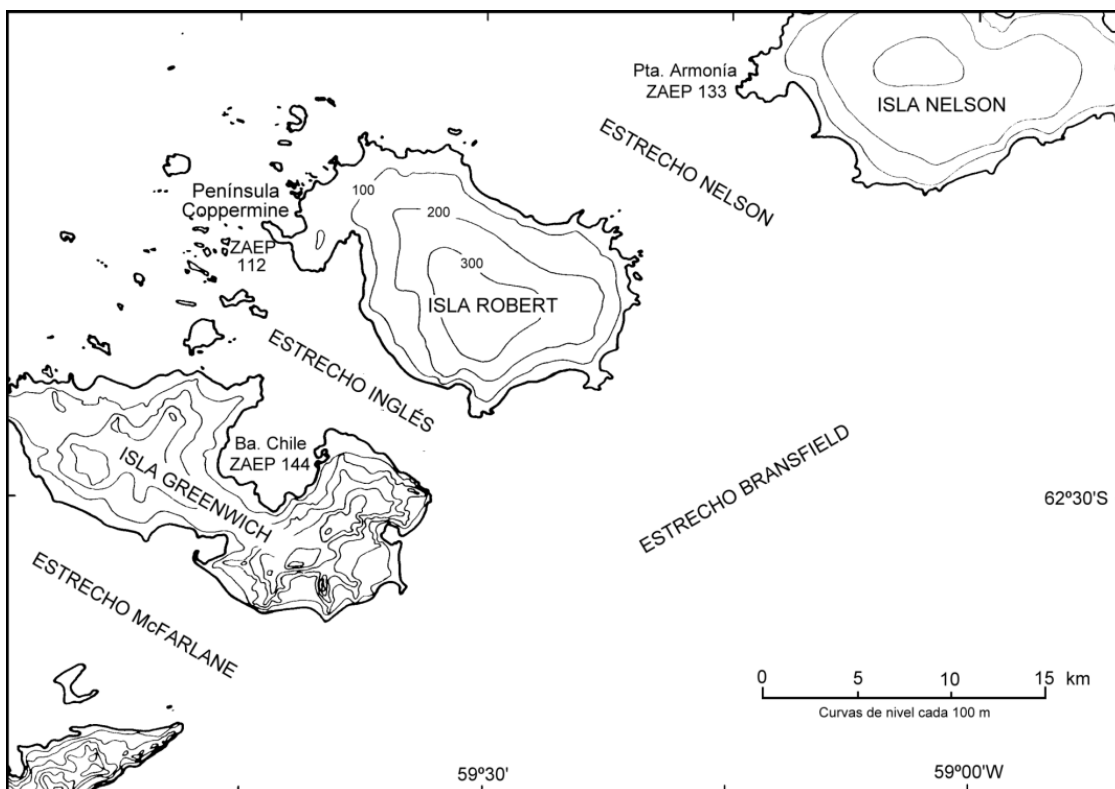 Pta. Armonía
ZAEP 133
ISLA NELSON
ESTRECHO NELSON
Península
Coppermine
ZAEP
112
100
200
300
ISLA ROBERT
ESTRECHO INGLÉS
Ba. Chile
ZAEP 144
ISLA GREENWICH
ESTRECHO BRANSFIELD
62º30'S
ESTRECHO McFARLANE
0 5 10 15 km
Curvas de nivel cada 100 m
59º30'
59º00'W